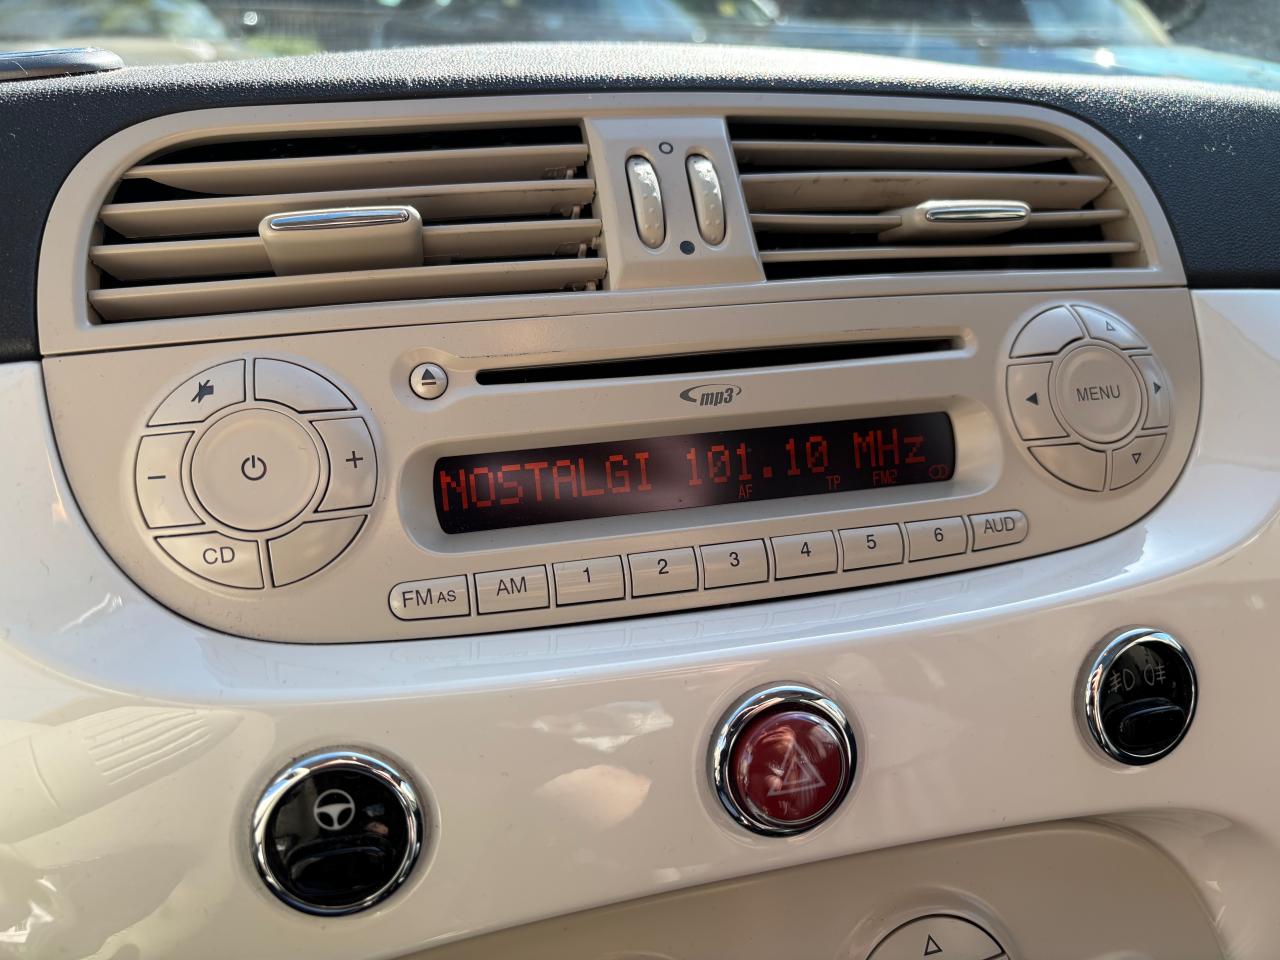 mp3
MENU
NOSTALGI 101.10 MHz
AF TP FM2
CD
FM AS AM 1 2 3 4 5 6 AUD